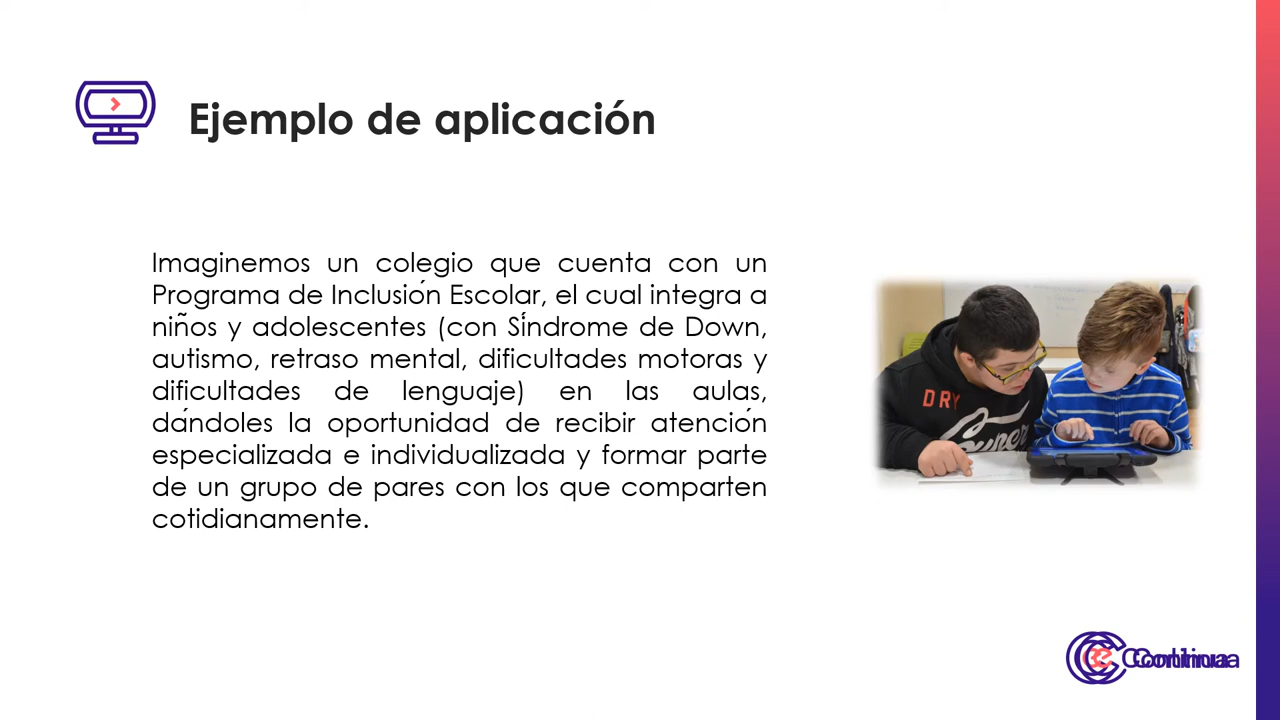 Ejemplo de aplicación
Imaginemos un colegio que cuenta con un
Programa de Inclusión Escolar, el cual integra a
niños y adolescentes (con Síndrome de Down,
autismo, retraso mental, dificultades motoras y
dificultades de lenguaje) en las aulas,
dándoles la oportunidad de recibir atención
especializada e individualizada y formar parte
de un grupo de pares con los que comparten
cotidianamente.
DRY
Super
Continua